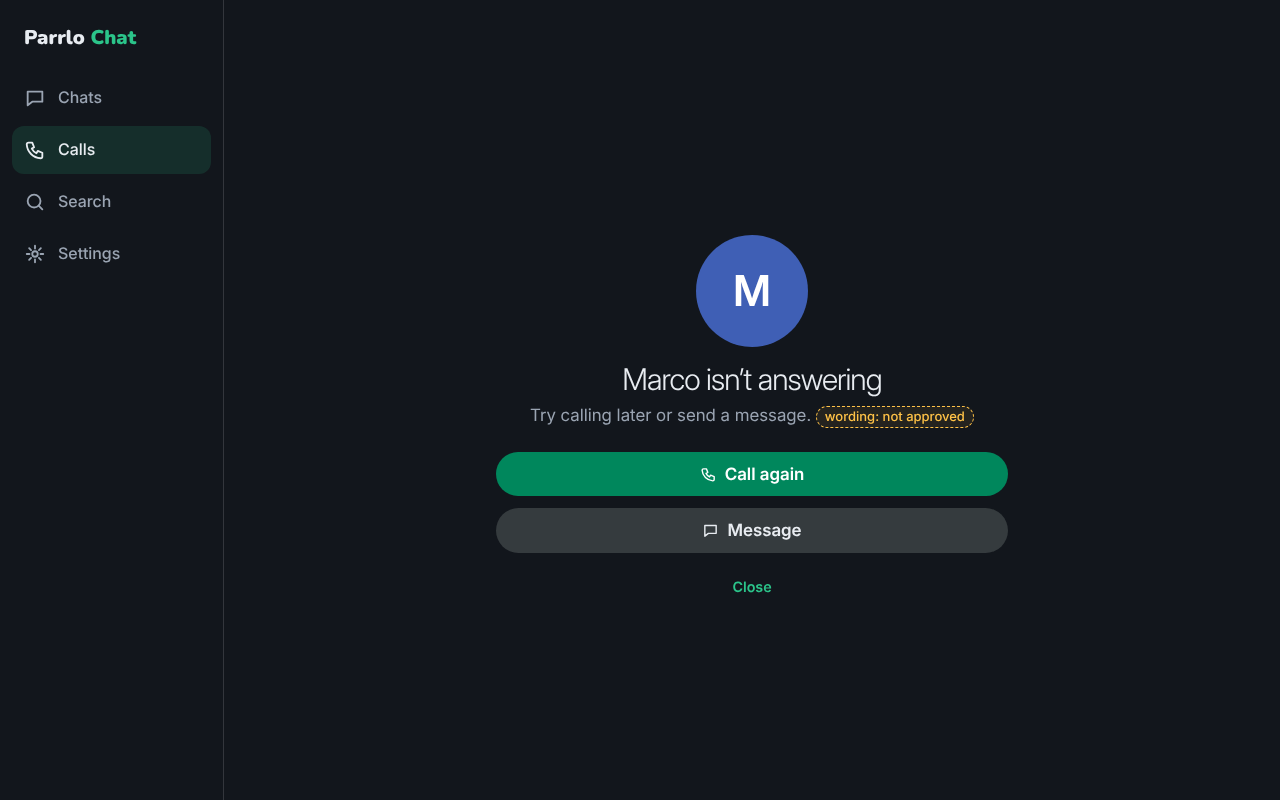 Parrlo Chat
Chats
Calls
Search
Settings
M
Marco isn’t answering
Try calling later or send a message. wording: not approved
Call again
Message
Close